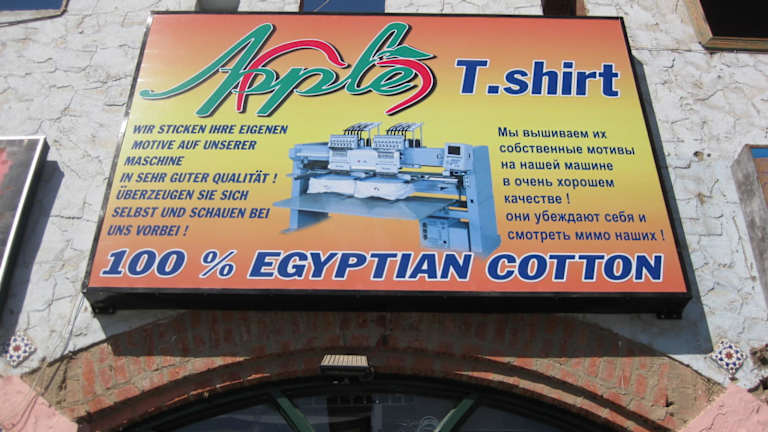 Apple T.shirt
WIR STICKEN IHRE EIGENEN
MOTIVE AUF UNSERER
MASCHINE
IN SEHR GUTER QUALITÄT !
ÜBERZEUGEN SIE SICH
SELBST UND SCHAUEN BEI
UNS VORBEI !
Мы вышиваем их
собственные мотивы
на нашей машине
в очень хорошем
качестве !
они убеждают себя и
смотреть мимо наших !
100 % EGYPTIAN COTTON